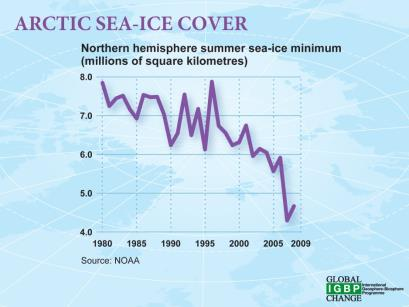 ARCTIC SEA-ICE COVER
Northern hemisphere summer sea-ice minimum
(millions of square kilometres)
8.0
7.0
6.0
5.0
4.0
1980 1985 1990 1995 2000 2005 2009
Source: NOAA
GLOBAL
IGBP
CHANGE
International
Geosphere-Biosphere
Programme